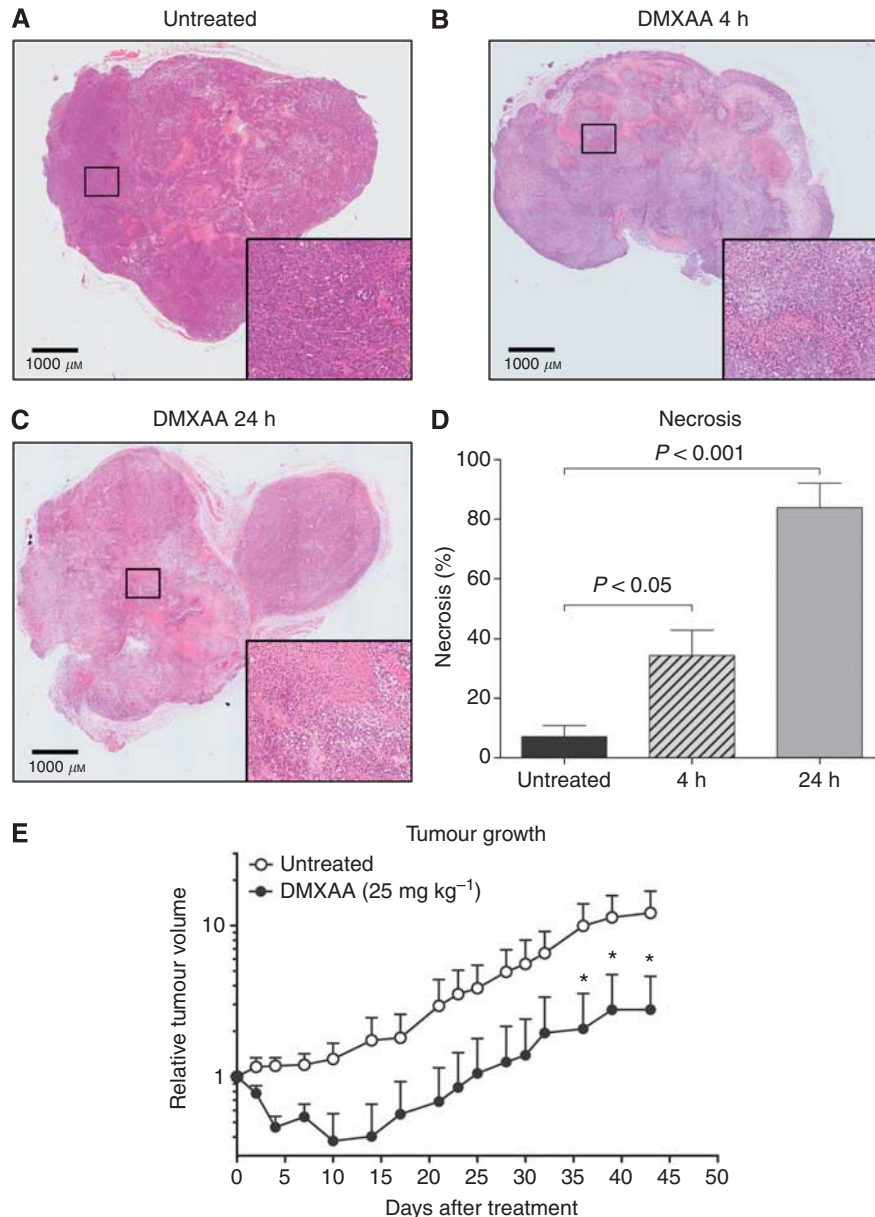 A Untreated
B DMXAA 4 h
1000 μM
1000 μM
C DMXAA 24 h
1000 μM
D Necrosis
100
80
60
40
20
0
Necrosis (%)
P < 0.001
P < 0.05
Untreated 4 h 24 h
E Tumour growth
Untreated
DMXAA (25 mg kg⁻¹)
10
1
Relative tumour volume
* * *
0 5 10 15 20 25 30 35 40 45 50
Days after treatment